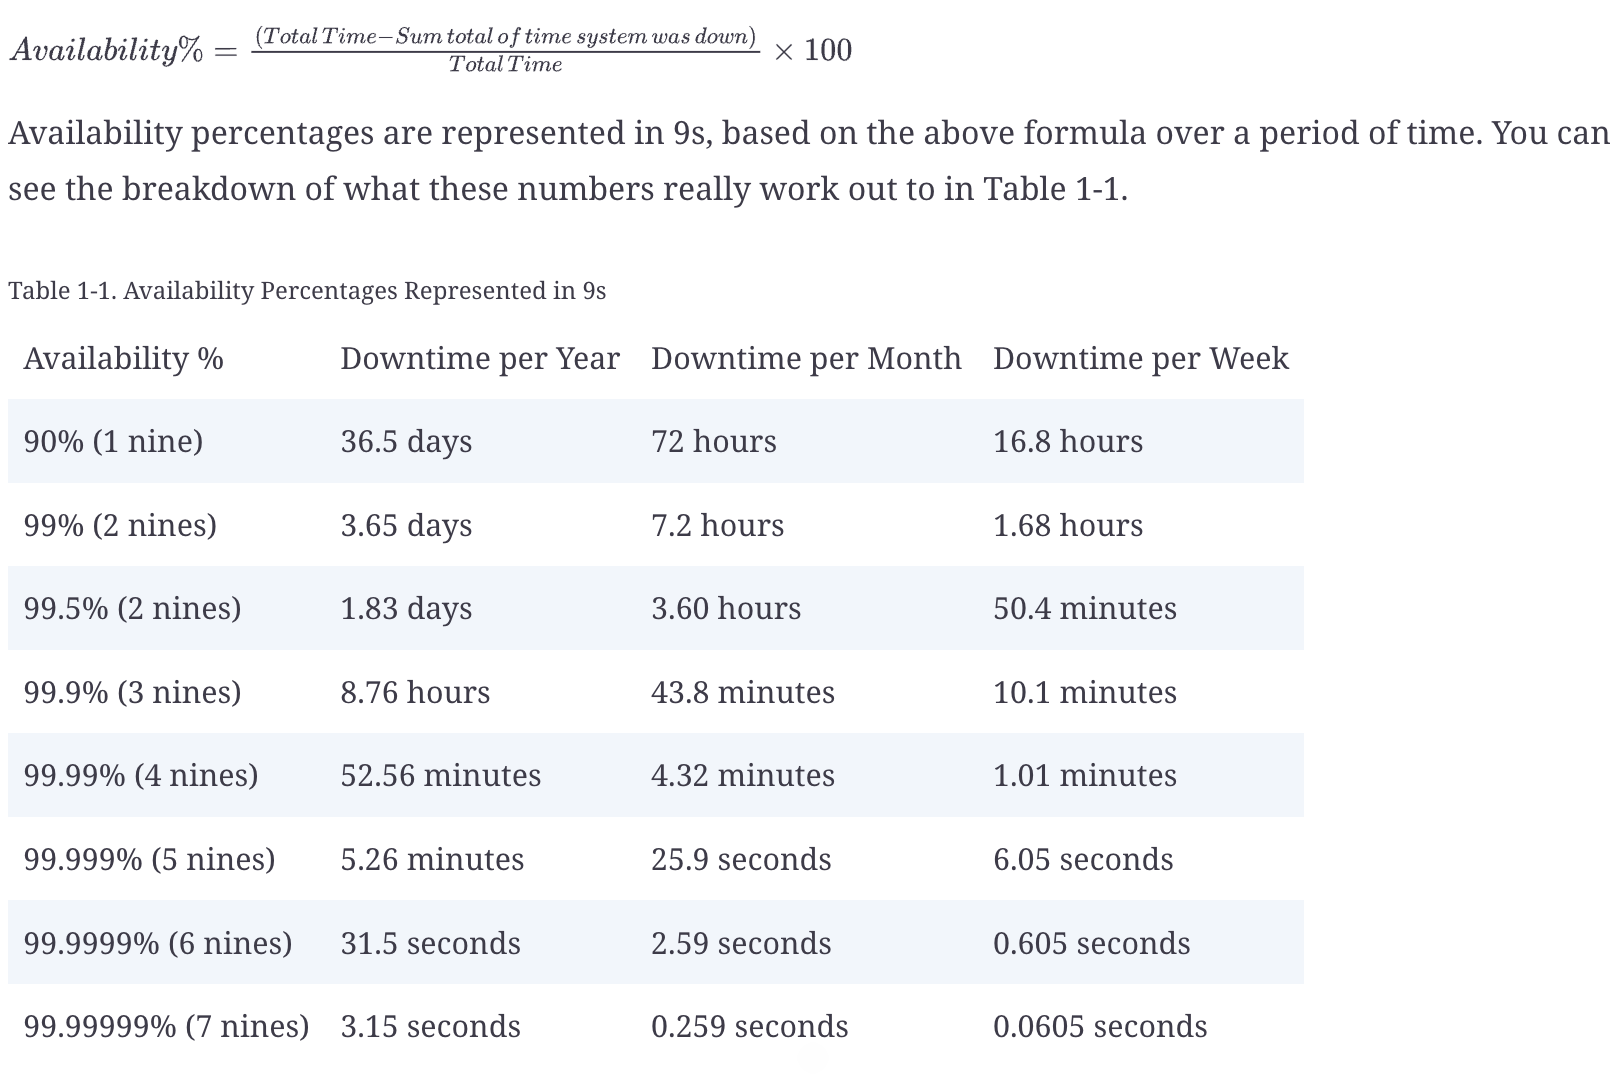 Availability% = (Total Time−Sum total of time system was down) / Total Time × 100
Availability percentages are represented in 9s, based on the above formula over a period of time. You can
see the breakdown of what these numbers really work out to in Table 1-1.
Table 1-1. Availability Percentages Represented in 9s
Availability % Downtime per Year Downtime per Month Downtime per Week
90% (1 nine) 36.5 days 72 hours 16.8 hours
99% (2 nines) 3.65 days 7.2 hours 1.68 hours
99.5% (2 nines) 1.83 days 3.60 hours 50.4 minutes
99.9% (3 nines) 8.76 hours 43.8 minutes 10.1 minutes
99.99% (4 nines) 52.56 minutes 4.32 minutes 1.01 minutes
99.999% (5 nines) 5.26 minutes 25.9 seconds 6.05 seconds
99.9999% (6 nines) 31.5 seconds 2.59 seconds 0.605 seconds
99.99999% (7 nines) 3.15 seconds 0.259 seconds 0.0605 seconds